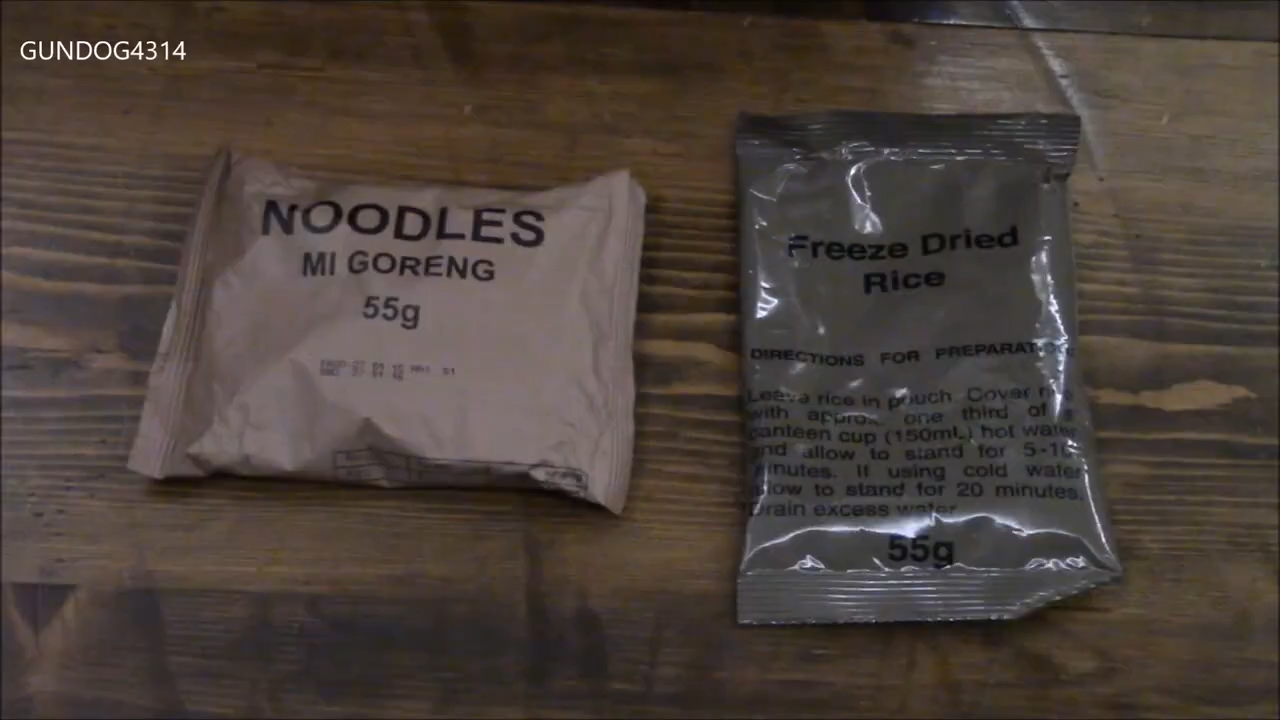 GUNDOG4314
NOODLES
MI GORENG
55g
Freeze Dried
Rice
DIRECTIONS FOR
Leave rice in pouch. Cover
with approx. one third of a
canteen cup (150mL) hot water
and allow to stand for
minutes. If using cold water
allow to stand for 20 minutes.
Drain excess water
55g